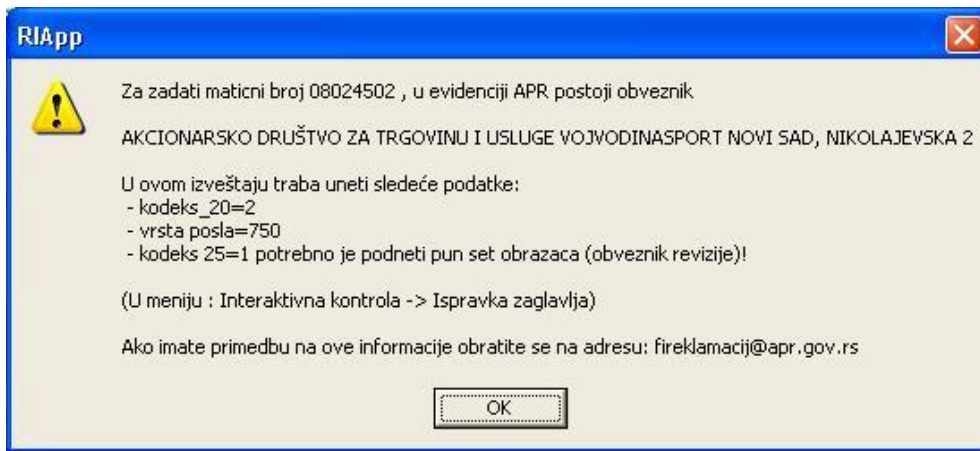 RIApp
Za zadati maticni broj 08024502 , u evidenciji APR postoji obveznik
AKCIONARSKO DRUŠTVO ZA TRGOVINU I USLUGE VOJVODINASPORT NOVI SAD, NIKOLAJEVSKA 2
U ovom izveštaju traba uneti sledeće podatke:
- kodeks_20=2
- vrsta posla=750
- kodeks 25=1 potrebno je podneti pun set obrazaca (obveznik revizije)!
(U meniju : Interaktivna kontrola -> Ispravka zaglavlja)
Ako imate primedbu na ove informacije obratite se na adresu: fireklamacij@apr.gov.rs
OK